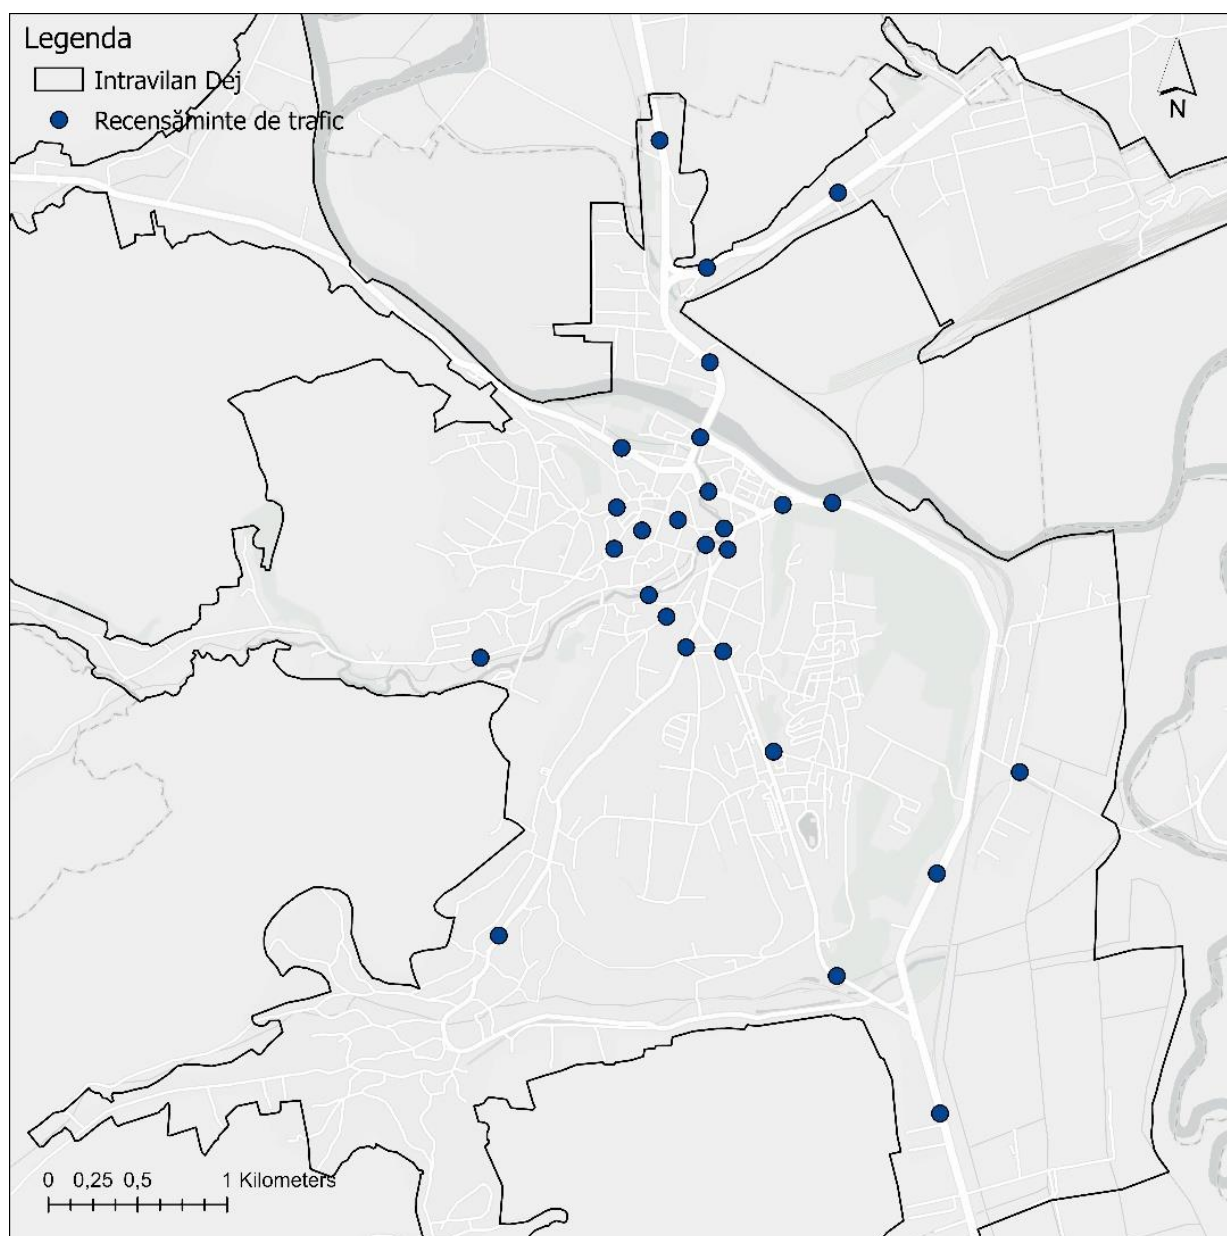 Legenda
Intravilan Dej
Recensăminte de trafic
N
0 0,25 0,5 1 Kilometers